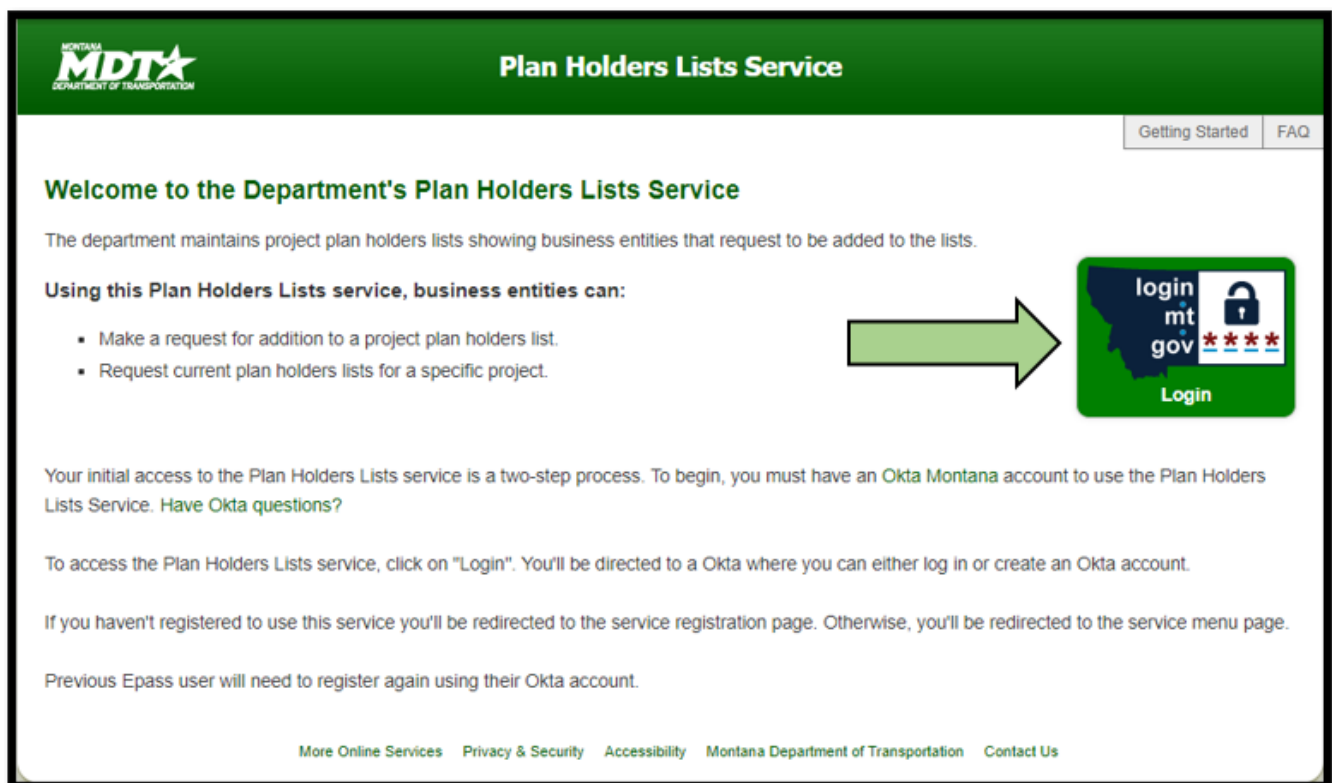 MONTANA
MDT
DEPARTMENT OF TRANSPORTATION
Plan Holders Lists Service
Getting Started FAQ
Welcome to the Department's Plan Holders Lists Service
The department maintains project plan holders lists showing business entities that request to be added to the lists.
Using this Plan Holders Lists service, business entities can:
▪ Make a request for addition to a project plan holders list.
▪ Request current plan holders lists for a specific project.
login
mt
gov ****
Login
Your initial access to the Plan Holders Lists service is a two-step process. To begin, you must have an Okta Montana account to use the Plan Holders
Lists Service. Have Okta questions?
To access the Plan Holders Lists service, click on "Login". You'll be directed to a Okta where you can either log in or create an Okta account.
If you haven't registered to use this service you'll be redirected to the service registration page. Otherwise, you'll be redirected to the service menu page.
Previous Epass user will need to register again using their Okta account.
More Online Services Privacy & Security Accessibility Montana Department of Transportation Contact Us